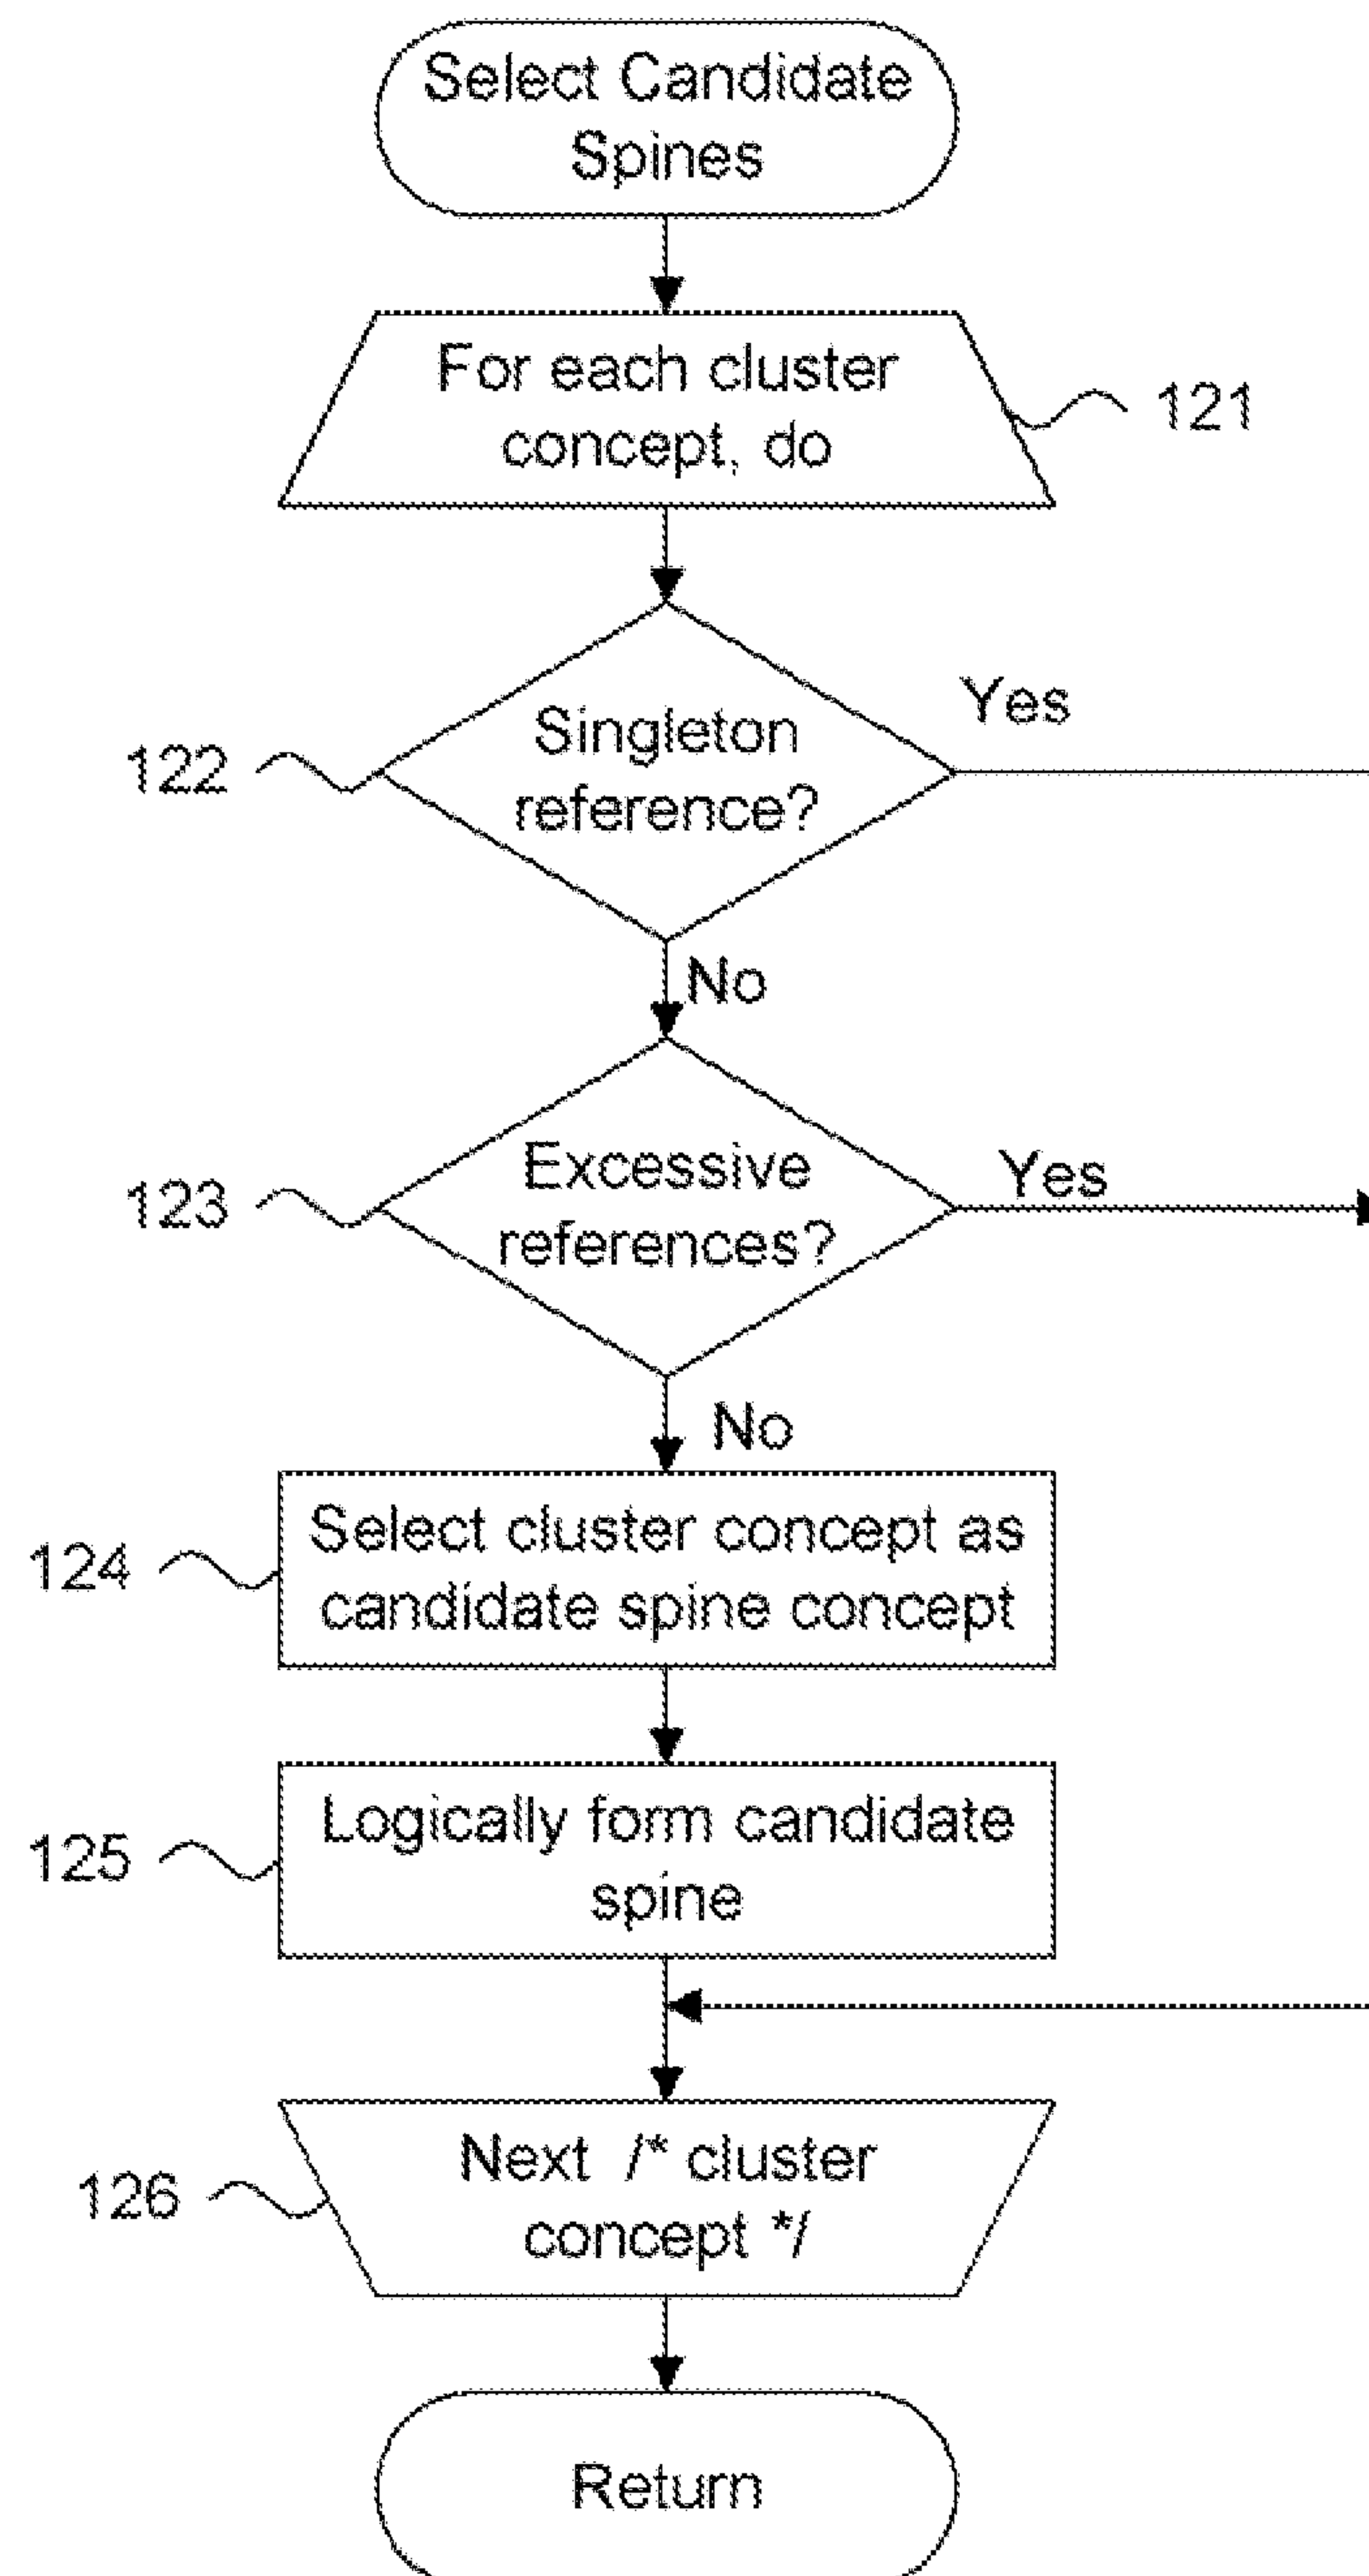 Select Candidate
Spines
For each cluster
concept, do
121
Yes
Singleton
reference?
122
No
Excessive
references?
Yes
123
No
Select cluster concept as
candidate spine concept
124
Logically form candidate
spine
125
Next /* cluster
concept */
126
Return